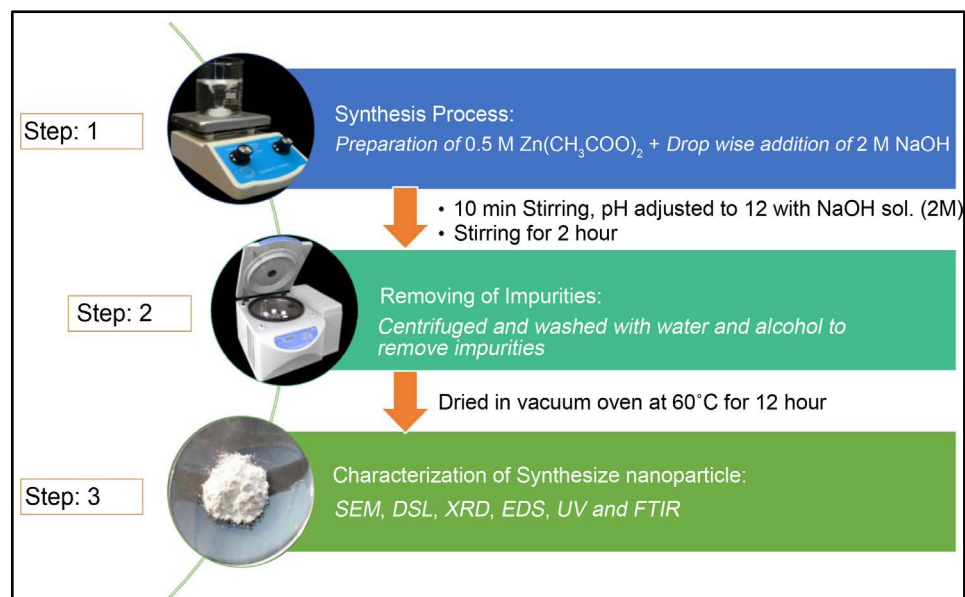 Step: 1
Synthesis Process:
Preparation of 0.5 M Zn(CH₃COO)₂ + Drop wise addition of 2 M NaOH
• 10 min Stirring, pH adjusted to 12 with NaOH sol. (2M)
• Stirring for 2 hour
Step: 2
Removing of Impurities:
Centrifuged and washed with water and alcohol to
remove impurities
Dried in vacuum oven at 60˚C for 12 hour
Step: 3
Characterization of Synthesize nanoparticle:
SEM, DSL, XRD, EDS, UV and FTIR